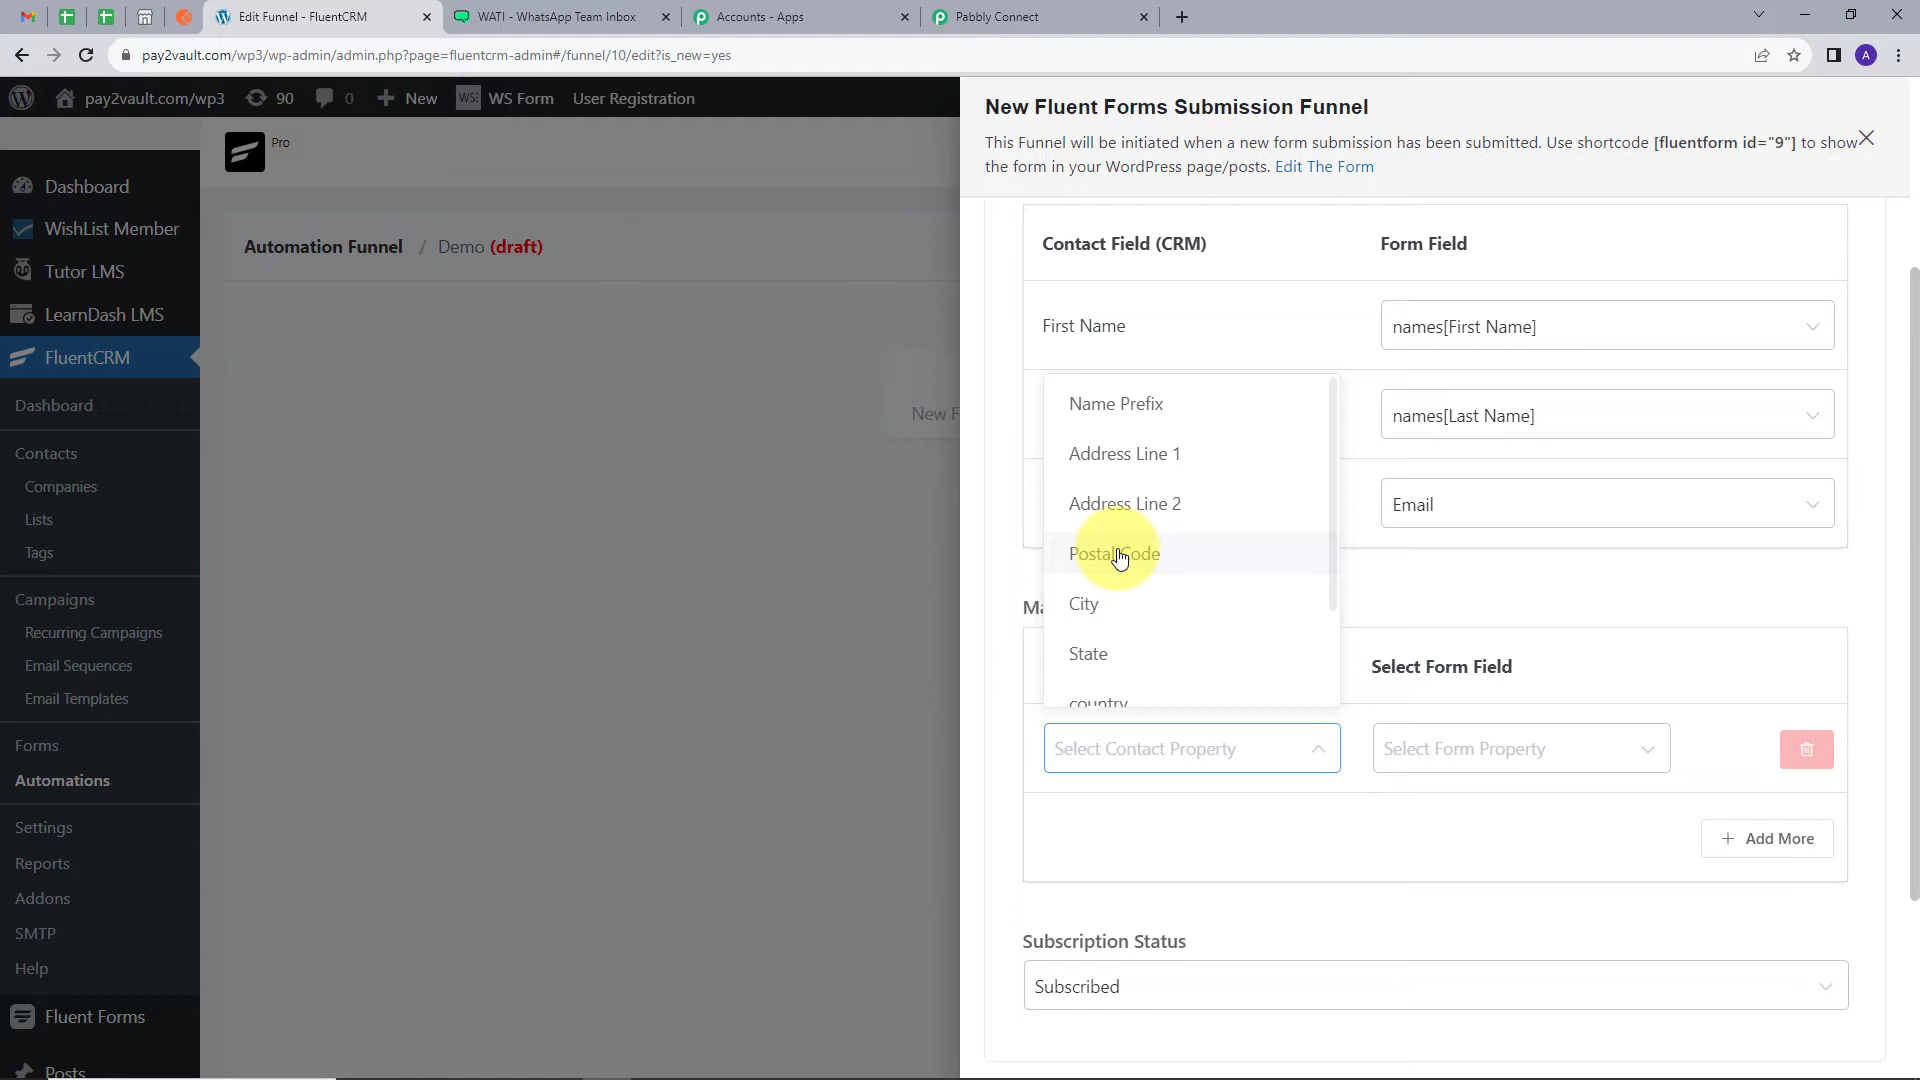 Edit Funnel - FluentCRM
WATI - WhatsApp Team Inbox
Accounts - Apps
Pabbly Connect
pay2vault.com/wp3/wp-admin/admin.php?page=fluentcrm-admin#/funnel/10/edit?is_new=yes
A
pay2vault.com/wp3
90
0
New
WS Form
User Registration
Dashboard
WishList Member
Tutor LMS
LearnDash LMS
FluentCRM
Dashboard
Contacts
Companies
Lists
Tags
Campaigns
Recurring Campaigns
Email Sequences
Email Templates
Forms
Automations
Settings
Reports
Addons
SMTP
Help
Fluent Forms
Posts
Pro
Automation Funnel / Demo (draft)
New F
New Fluent Forms Submission Funnel
This Funnel will be initiated when a new form submission has been submitted. Use shortcode [fluentform id="9"] to show
the form in your WordPress page/posts. Edit The Form
Contact Field (CRM)
Form Field
First Name
names[First Name]
names[Last Name]
Email
Name Prefix
Address Line 1
Address Line 2
Postal Code
City
State
country
Ma
Select Form Field
Select Contact Property
Select Form Property
Add More
Subscription Status
Subscribed